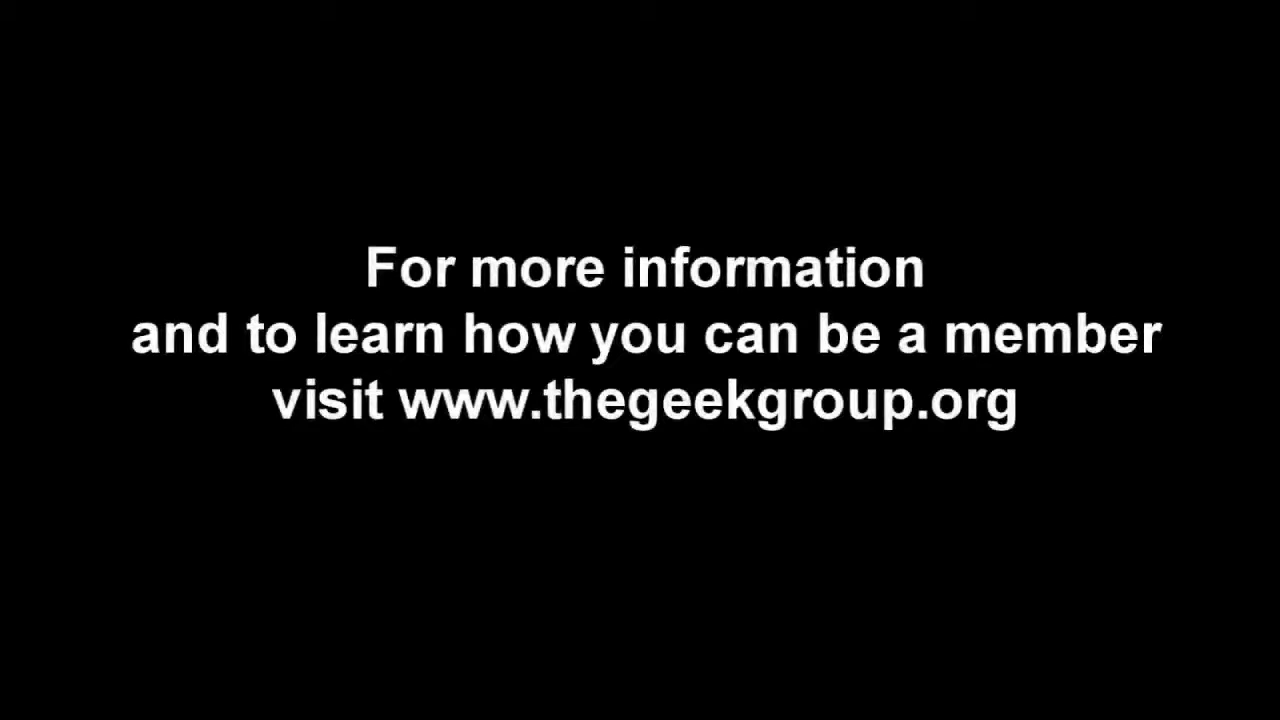 For more information
and to learn how you can be a member
visit www.thegeekgroup.org